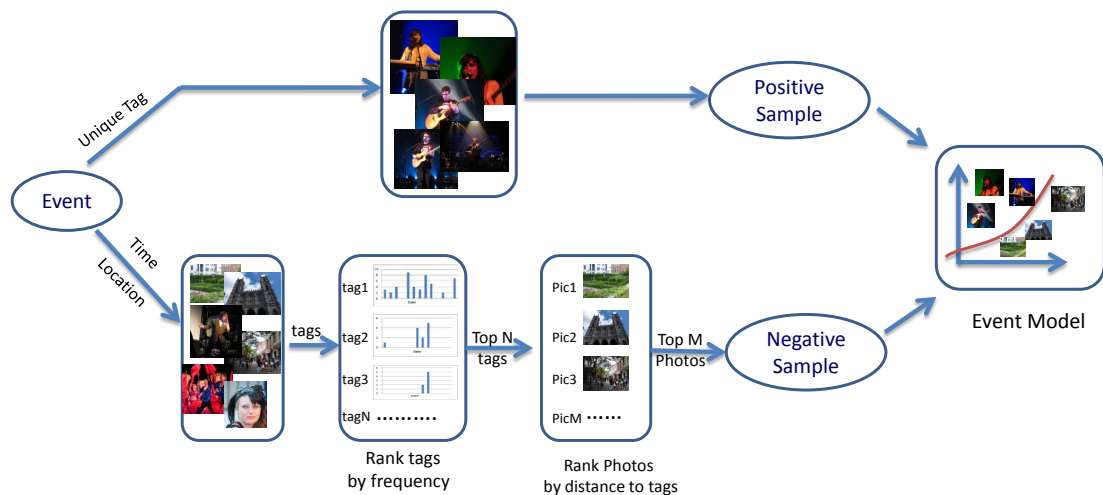 Unique Tag
Positive
Sample
Event
Time
Location
tags
tag1
tag2
tag3
tagN ..........
Rank tags
by frequency
Top N
tags
Pic1
Pic2
Pic3
PicM ......
Rank Photos
by distance to tags
Top M
Photos
Negative
Sample
Event Model